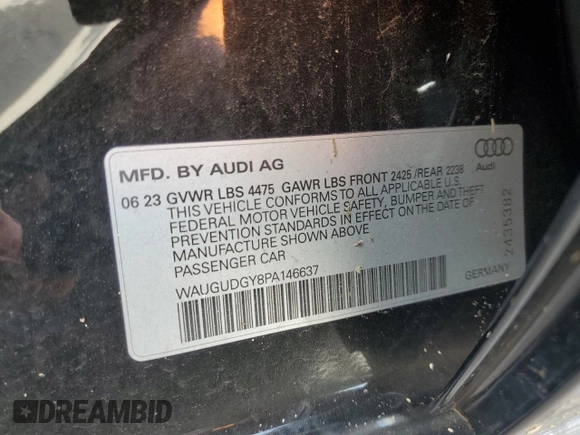 MFD. BY AUDI AG
Audi
06 23 GVWR LBS 4475 GAWR LBS FRONT 2425 /REAR 2238
THIS VEHICLE CONFORMS TO ALL APPLICABLE U.S.
FEDERAL MOTOR VEHICLE SAFETY, BUMPER AND THEFT
PREVENTION STANDARDS IN EFFECT ON THE DATE OF
MANUFACTURE SHOWN ABOVE
PASSENGER CAR
WAUGUDGY8PA146637
GERMANY
2435382
DREAMBID